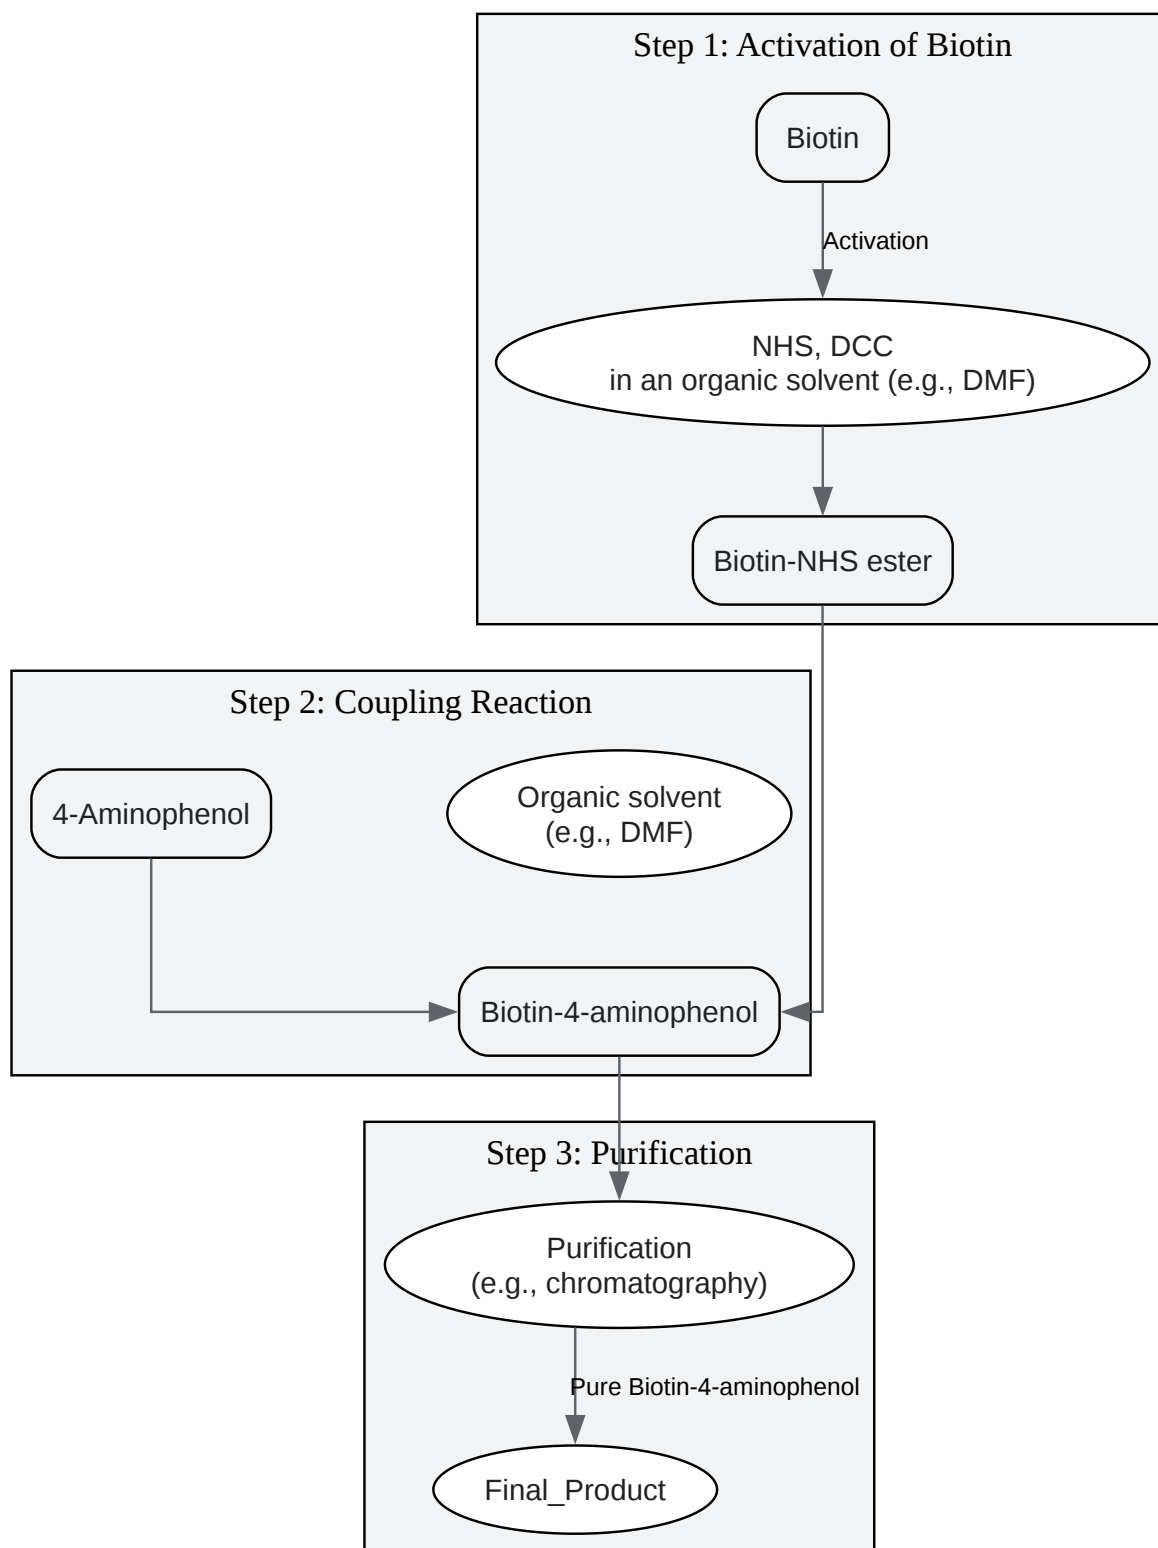 Step 1: Activation of Biotin
Biotin
Activation
NHS, DCC
in an organic solvent (e.g., DMF)
Biotin-NHS ester
Step 2: Coupling Reaction
4-Aminophenol
Organic solvent
(e.g., DMF)
Biotin-4-aminophenol
Step 3: Purification
Purification
(e.g., chromatography)
Pure Biotin-4-aminophenol
Final_Product